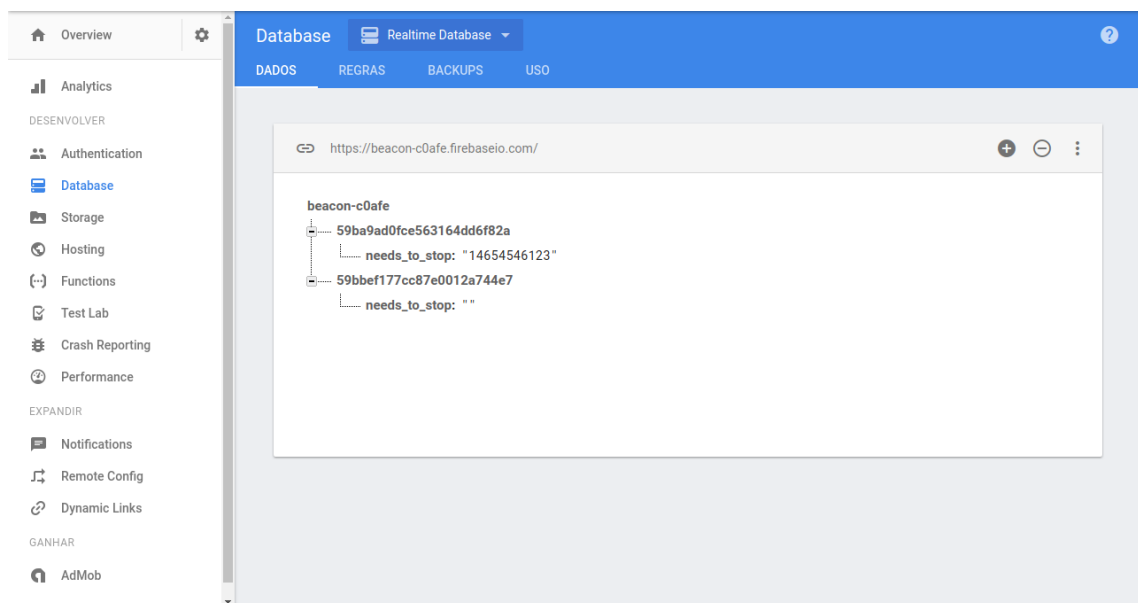 Overview
Analytics
DESENVOLVER
Authentication
Database
Storage
Hosting
Functions
Test Lab
Crash Reporting
Performance
EXPANDIR
Notifications
Remote Config
Dynamic Links
GANHAR
AdMob
Database Realtime Database
DADOS REGRAS BACKUPS USO
https://beacon-c0afe.firebaseio.com/
beacon-c0afe
59ba9ad0fce563164dd6f82a
needs_to_stop: "14654546123"
59bbef177cc87e0012a744e7
needs_to_stop: ""